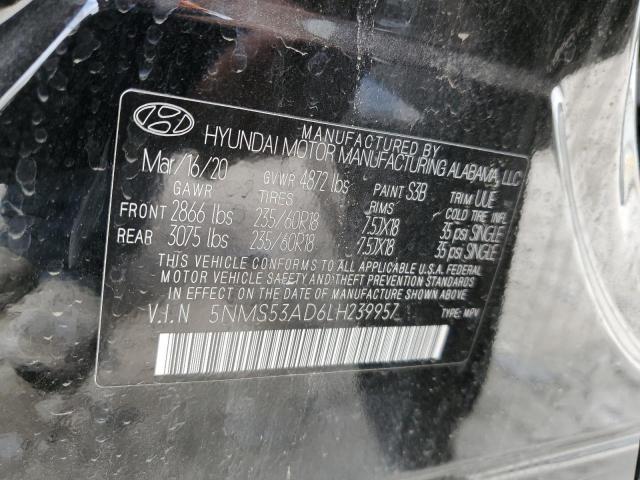 MANUFACTURED BY
HYUNDAI MOTOR MANUFACTURING ALABAMA, LLC
Mar/16/20 GVWR 4872 lbs PAINT S3B TRIM UUE
GAWR TIRES RIMS COLD TIRE INFL
FRONT 2866 lbs 235/60R18 7.5JX18 35 psi SINGLE
REAR 3075 lbs 235/60R18 7.5JX18 35 psi SINGLE
THIS VEHICLE CONFORMS TO ALL APPLICABLE U.S.A. FEDERAL
MOTOR VEHICLE SAFETY AND THEFT PREVENTION STANDARDS
IN EFFECT ON THE DATE OF MANUFACTURE SHOWN ABOVE.
V.I.N 5NMS53AD6LH239957 TYPE: MPV